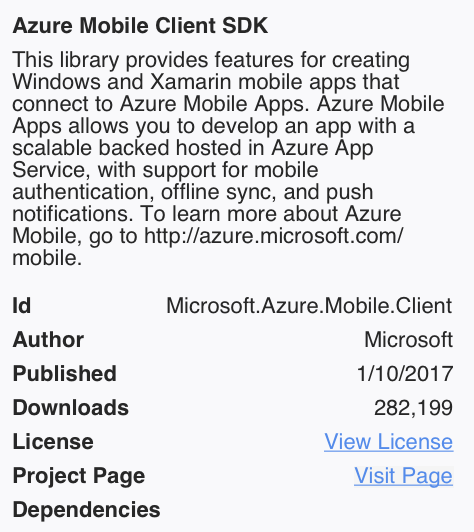 Azure Mobile Client SDK
This library provides features for creating
Windows and Xamarin mobile apps that
connect to Azure Mobile Apps. Azure Mobile
Apps allows you to develop an app with a
scalable backed hosted in Azure App
Service, with support for mobile
authentication, offline sync, and push
notifications. To learn more about Azure
Mobile, go to http://azure.microsoft.com/
mobile.
Id Microsoft.Azure.Mobile.Client
Author Microsoft
Published 1/10/2017
Downloads 282,199
License View License
Project Page Visit Page
Dependencies